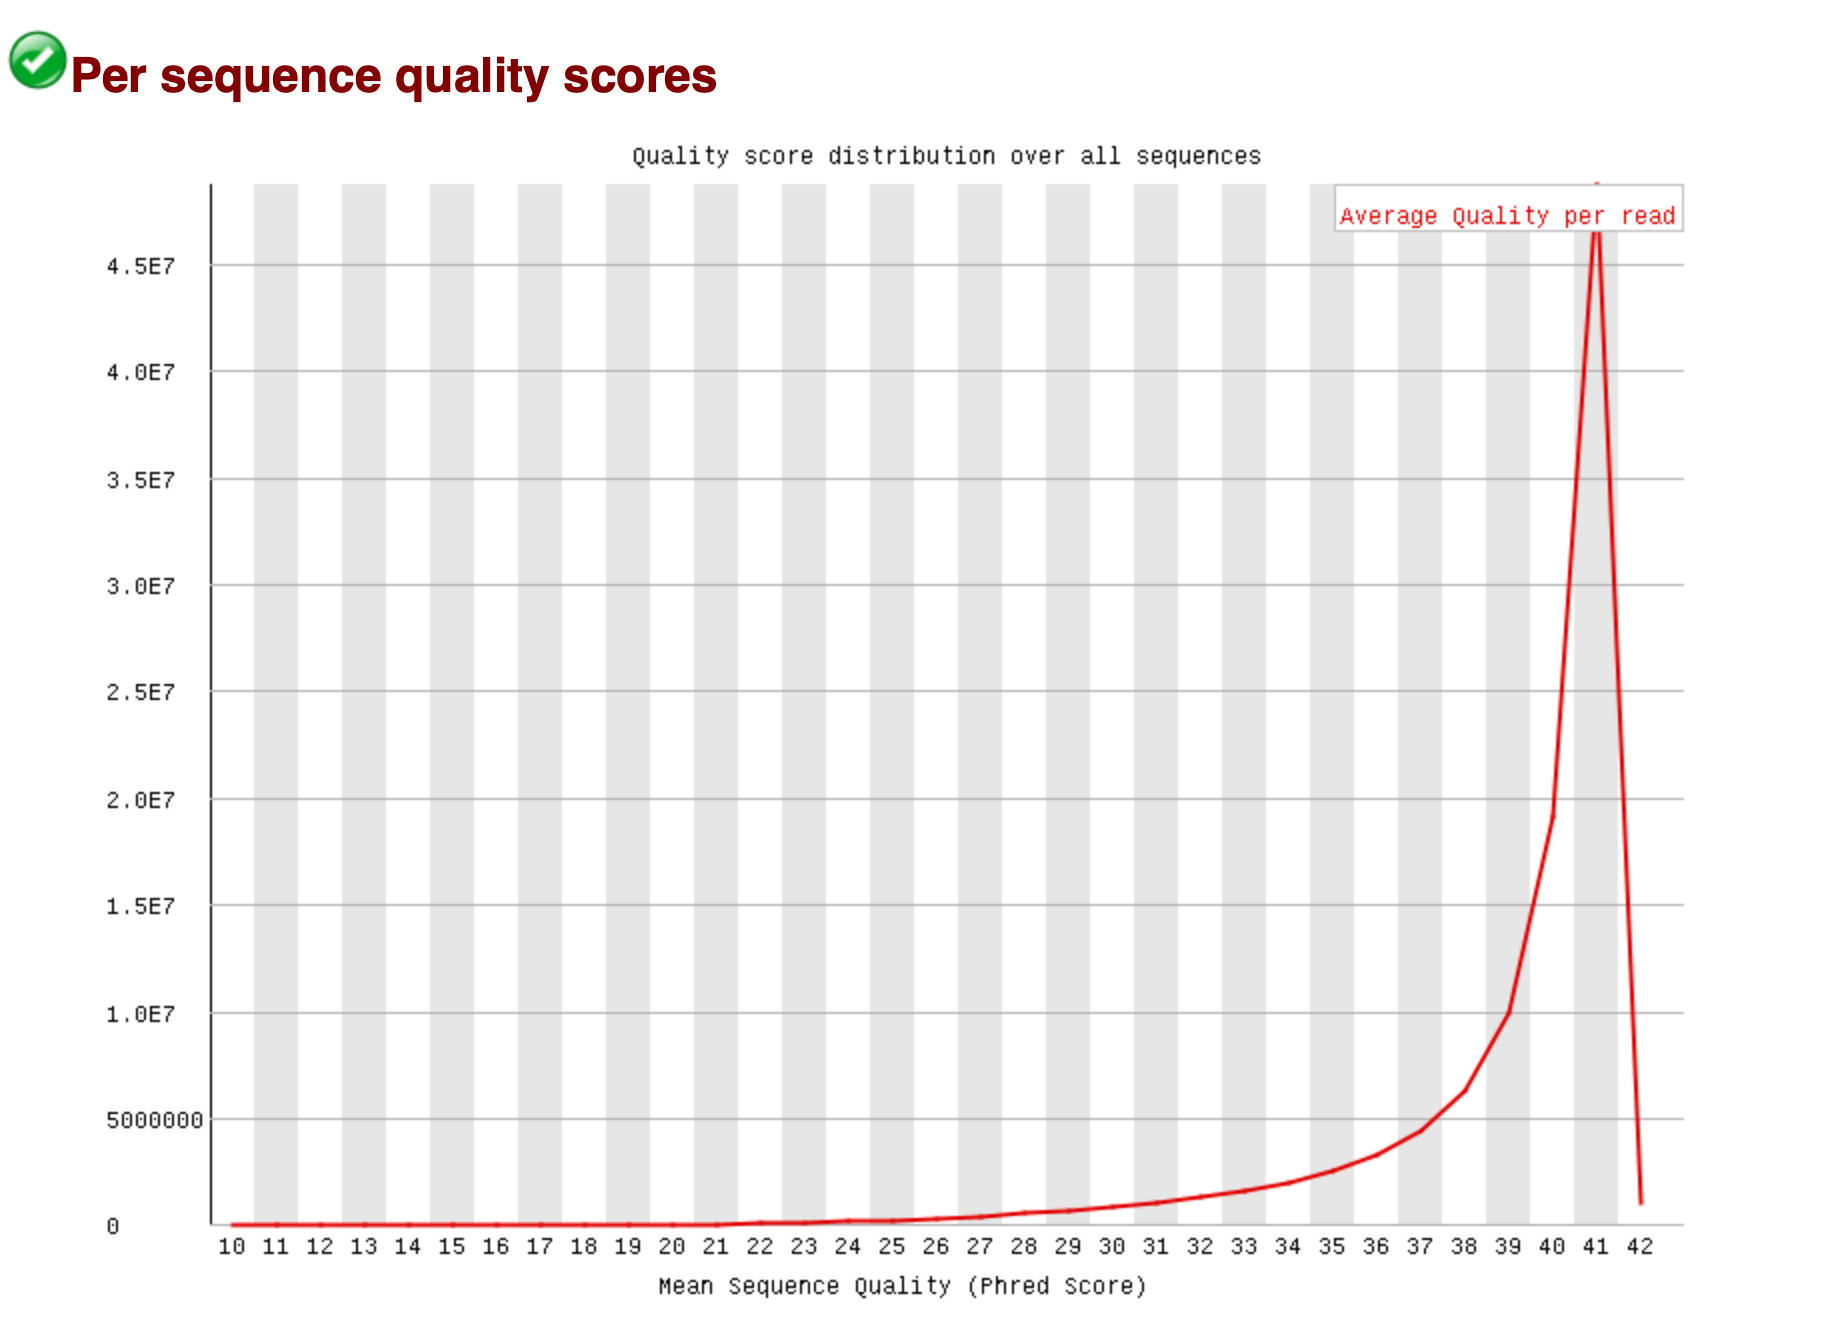 Per sequence quality scores
Quality score distribution over all sequences
Average Quality per read
4.5E7
4.0E7
3.5E7
3.0E7
2.5E7
2.0E7
1.5E7
1.0E7
5000000
0
10 11 12 13 14 15 16 17 18 19 20 21 22 23 24 25 26 27 28 29 30 31 32 33 34 35 36 37 38 39 40 41 42
Mean Sequence Quality (Phred Score)